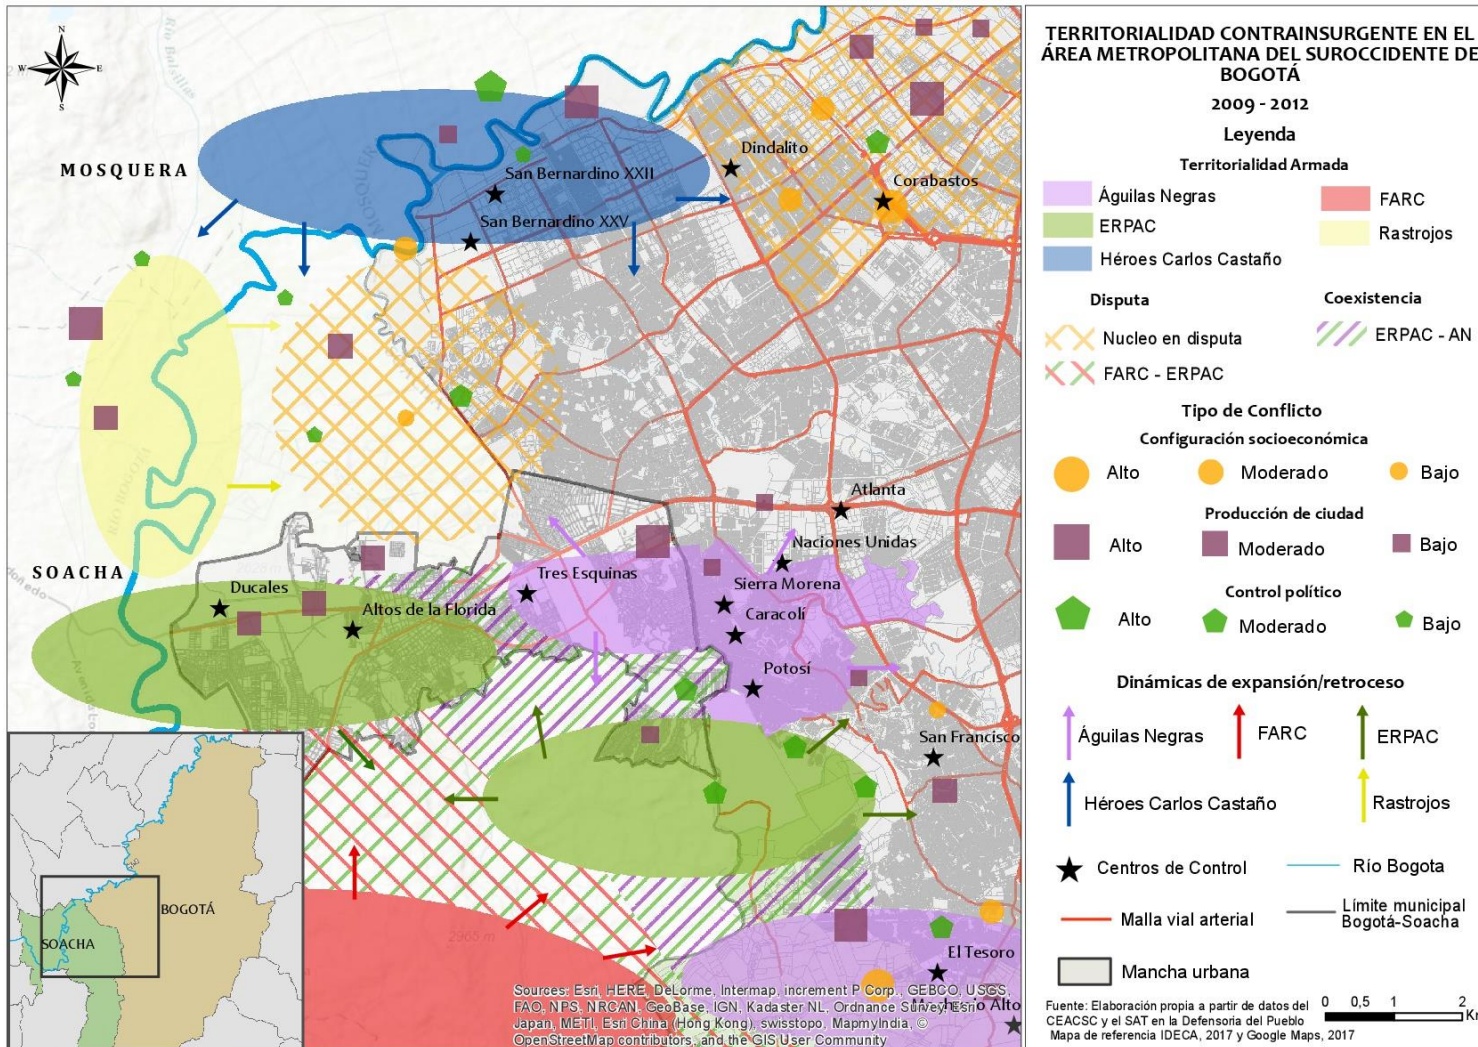 N
W
E
S
Río Balsillas
MOSQUERA
MOSQUERA
Dindalito
Corabastos
San Bernardino XXII
San Bernardino XXV
RÍO BOGOTÁ
Atlanta
Naciones Unidas
SOACHA
Ducales
Tres Esquinas
Sierra Morena
Altos de la Florida
Caracolí
Potosí
San Francisco
2965 m
El Tesoro
BOGOTÁ
SOACHA
Sources: Esri, HERE, DeLorme, Intermap, increment P Corp., GEBCO, USGS,
FAO, NPS, NRCAN, GeoBase, IGN, Kadaster NL, Ordnance Survey, Esri
Japan, METI, Esri China (Hong Kong), swisstopo, MapmyIndia, ©
OpenStreetMap contributors, and the GIS User Community
TERRITORIALIDAD CONTRAINSURGENTE EN EL
ÁREA METROPOLITANA DEL SUROCCIDENTE DE
BOGOTÁ
2009 - 2012
Leyenda
Territorialidad Armada
Águilas Negras
FARC
ERPAC
Rastrojos
Héroes Carlos Castaño
Disputa
Coexistencia
Nucleo en disputa
ERPAC - AN
FARC - ERPAC
Tipo de Conflicto
Configuración socioeconómica
Alto
Moderado
Bajo
Producción de ciudad
Alto
Moderado
Bajo
Control político
Alto
Moderado
Bajo
Dinámicas de expansión/retroceso
Águilas Negras
FARC
ERPAC
Héroes Carlos Castaño
Rastrojos
Centros de Control
Río Bogota
Malla vial arterial
Límite municipal
Bogotá-Soacha
Mancha urbana
Fuente: Elaboración propia a partir de datos del
CEACSC y el SAT en la Defensoria del Pueblo
Mapa de referencia IDECA, 2017 y Google Maps, 2017
0 0,5 1 2
Km